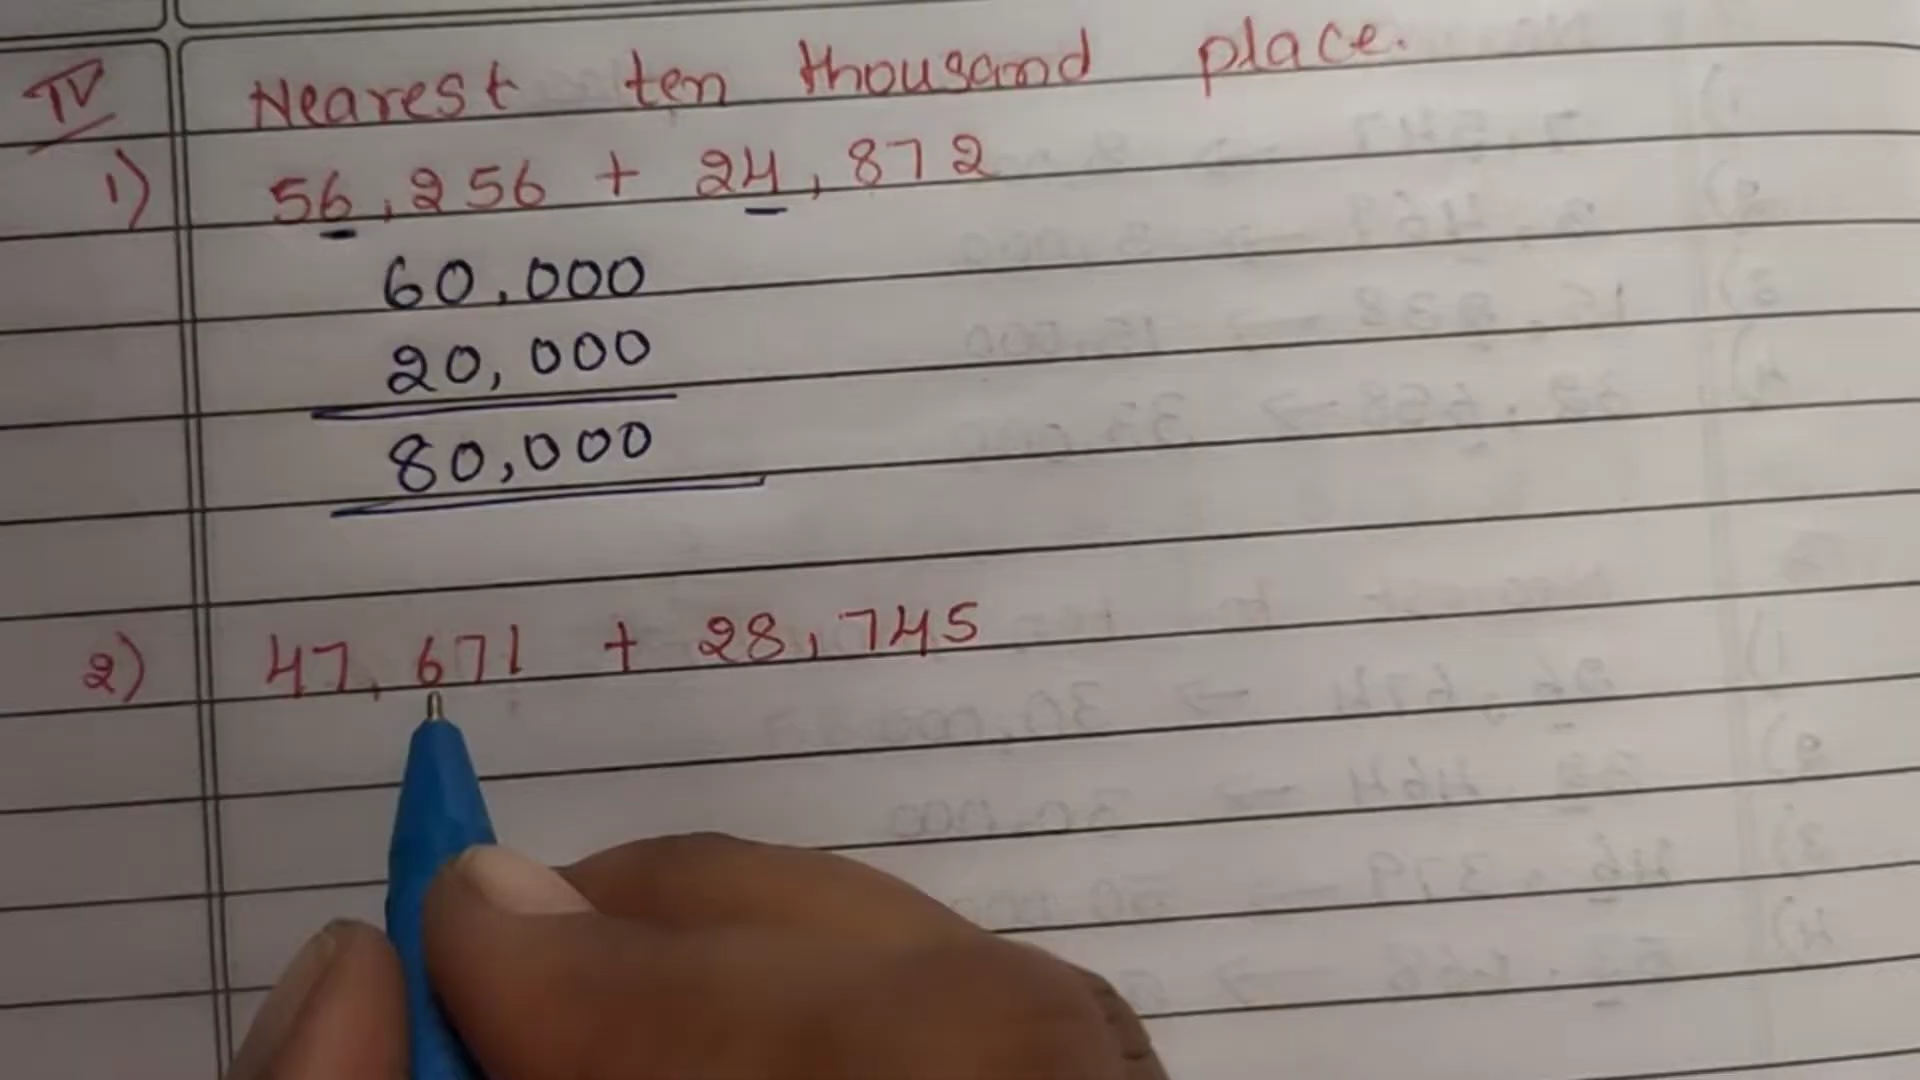 IV Nearest ten thousand place.
1) 56,256 + 24,872
60,000
20,000
80,000
2) 47,671 + 28,745